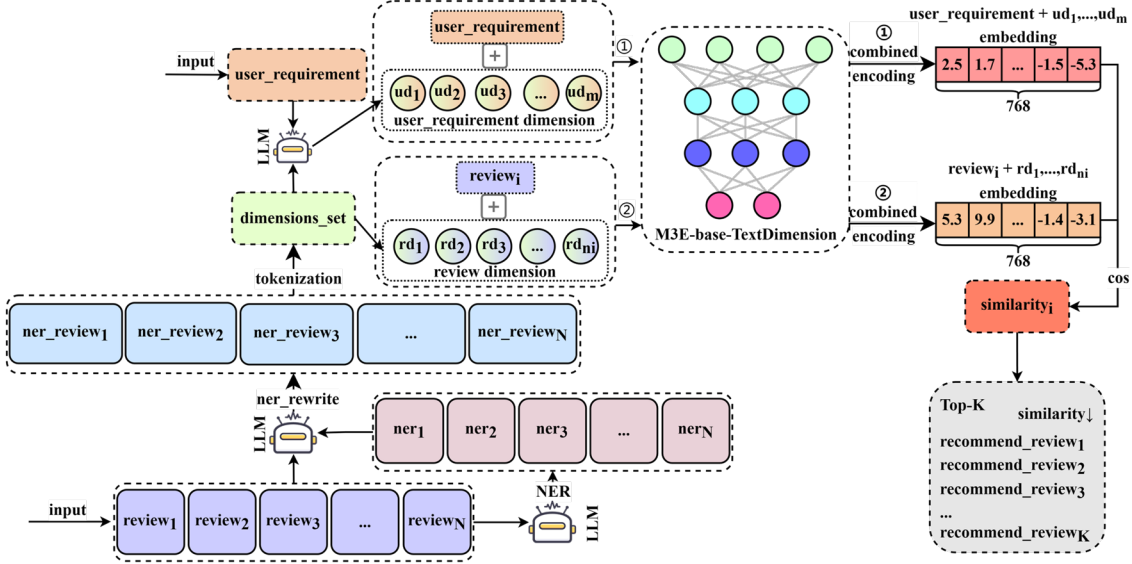 input
user_requirement
LLM
dimensions_set
tokenization
user_requirement
+
ud1 ud2 ud3 ... udm
user_requirement dimension
①
reviewi
+
rd1 rd2 rd3 ... rdni
review dimension
②
M3E-base-TextDimension
①
combined
encoding
②
combined
encoding
user_requirement + ud1,...,udm
embedding
2.5 1.7 ... -1.5 -5.3
768
reviewi + rd1,...,rdni
embedding
5.3 9.9 ... -1.4 -3.1
768
cos
similarityi
Top-K
similarity↓
recommend_review1
recommend_review2
recommend_review3
...
recommend_reviewK
ner_review1 ner_review2 ner_review3 ... ner_reviewN
ner_rewrite
LLM
ner1 ner2 ner3 ... nerN
NER
LLM
input
review1 review2 review3 ... reviewN